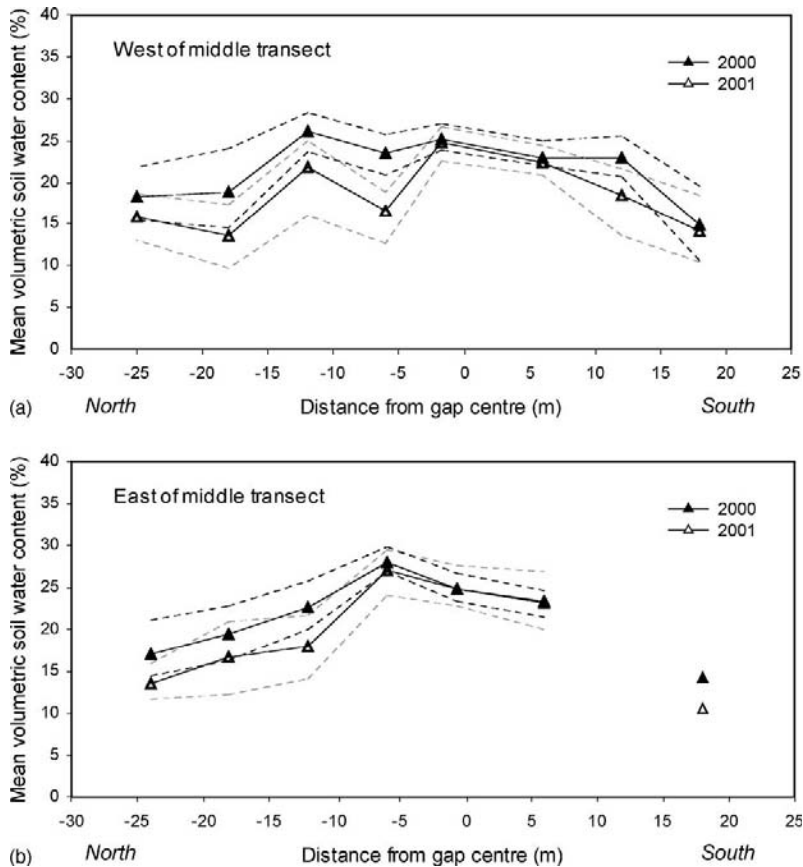 (a)
Mean volumetric soil water content (%)
40
35
30
25
20
15
10
5
0
West of middle transect
2000
2001
-30 -25 -20 -15 -10 -5 0 5 10 15 20 25
North Distance from gap centre (m) South
(b)
Mean volumetric soil water content (%)
40
35
30
25
20
15
10
5
0
East of middle transect
2000
2001
-30 -25 -20 -15 -10 -5 0 5 10 15 20 25
North Distance from gap centre (m) South